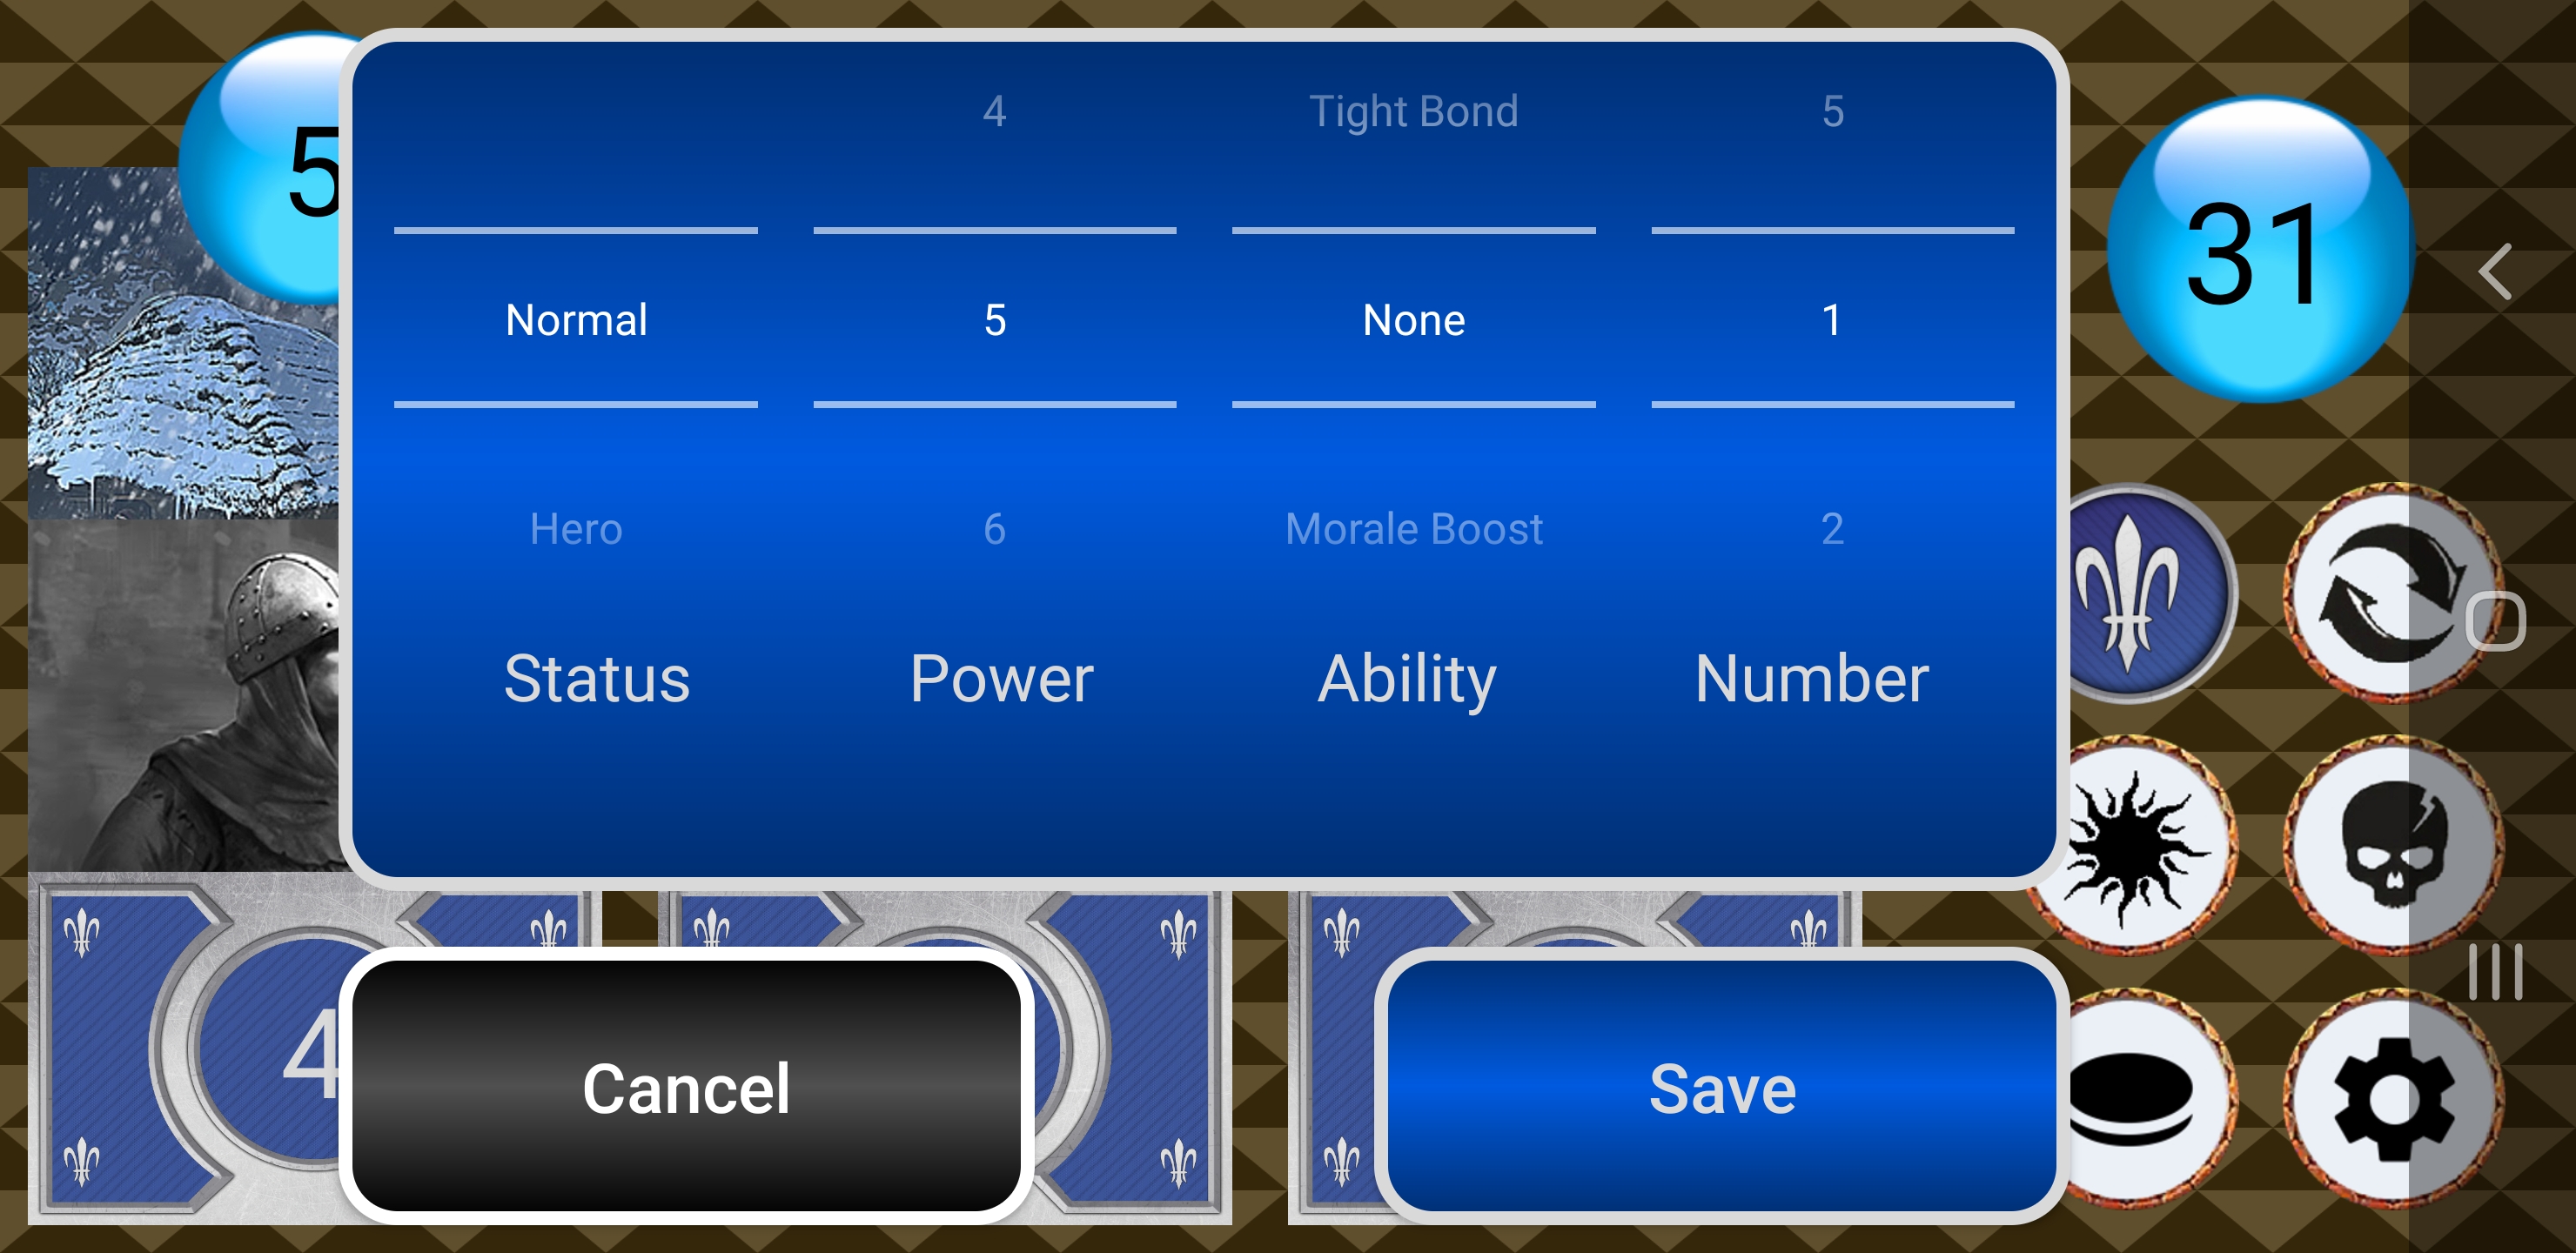 4 Tight Bond 5
5
31
Normal 5 None 1
Hero 6 Morale Boost 2
Status Power Ability Number
4
Cancel
Save